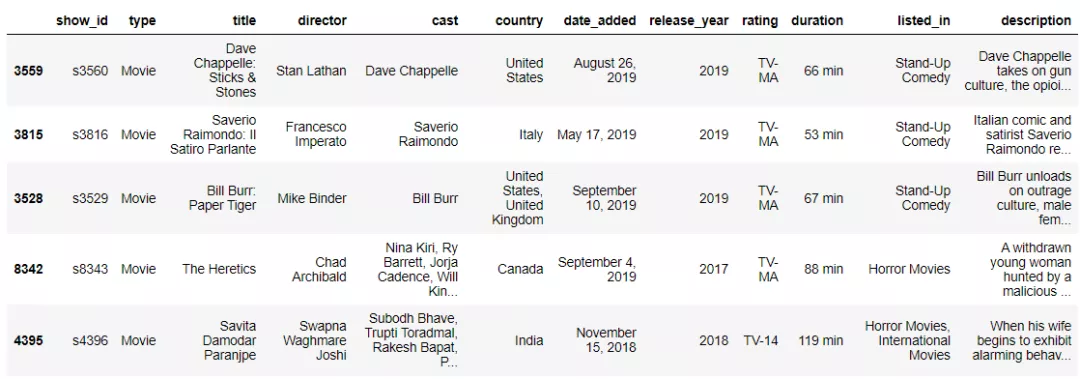 show_id type title director cast country date_added release_year rating duration listed_in description
3559 s3560 Movie Dave Chappelle: Sticks & Stones Stan Lathan Dave Chappelle United States August 26, 2019 2019 TV-MA 66 min Stand-Up Comedy Dave Chappelle takes on gun culture, the opioi...
3815 s3816 Movie Saverio Raimondo: Il Satiro Parlante Francesco Imperato Saverio Raimondo Italy May 17, 2019 2019 TV-MA 53 min Stand-Up Comedy Italian comic and satirist Saverio Raimondo re...
3528 s3529 Movie Bill Burr: Paper Tiger Mike Binder Bill Burr United States, United Kingdom September 10, 2019 2019 TV-MA 67 min Stand-Up Comedy Bill Burr unloads on outrage culture, male fem...
8342 s8343 Movie The Heretics Chad Archibald Nina Kiri, Ry Barrett, Jorja Cadence, Will Kin... Canada September 4, 2019 2017 TV-MA 88 min Horror Movies A withdrawn young woman hunted by a malicious ...
4395 s4396 Movie Savita Damodar Paranjpe Swapna Waghmare Joshi Subodh Bhave, Trupti Toradmal, Rakesh Bapat, P... India November 15, 2018 2018 TV-14 119 min Horror Movies, International Movies When his wife begins to exhibit alarming behav...